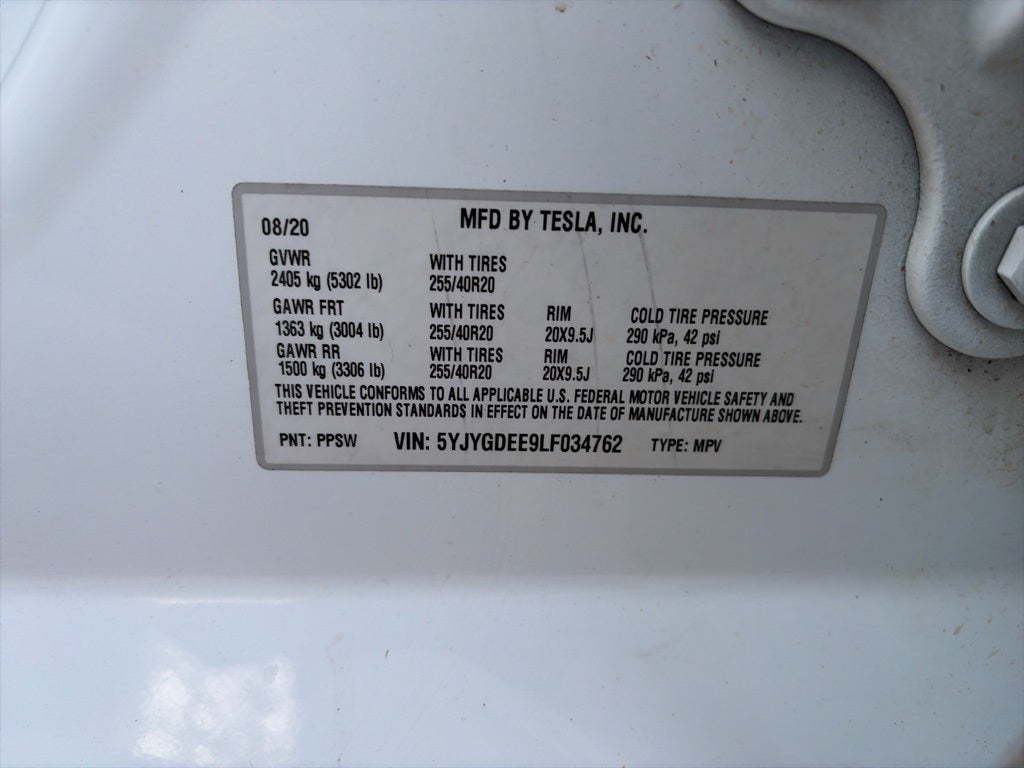 08/20 MFD BY TESLA, INC.
GVWR WITH TIRES
2405 kg (5302 lb) 255/40R20
GAWR FRT WITH TIRES RIM COLD TIRE PRESSURE
1363 kg (3004 lb) 255/40R20 20X9.5J 290 kPa, 42 psi
GAWR RR WITH TIRES RIM COLD TIRE PRESSURE
1500 kg (3306 lb) 255/40R20 20X9.5J 290 kPa, 42 psi
THIS VEHICLE CONFORMS TO ALL APPLICABLE U.S. FEDERAL MOTOR VEHICLE SAFETY AND
THEFT PREVENTION STANDARDS IN EFFECT ON THE DATE OF MANUFACTURE SHOWN ABOVE.
PNT: PPSW VIN: 5YJYGDEE9LF034762 TYPE: MPV